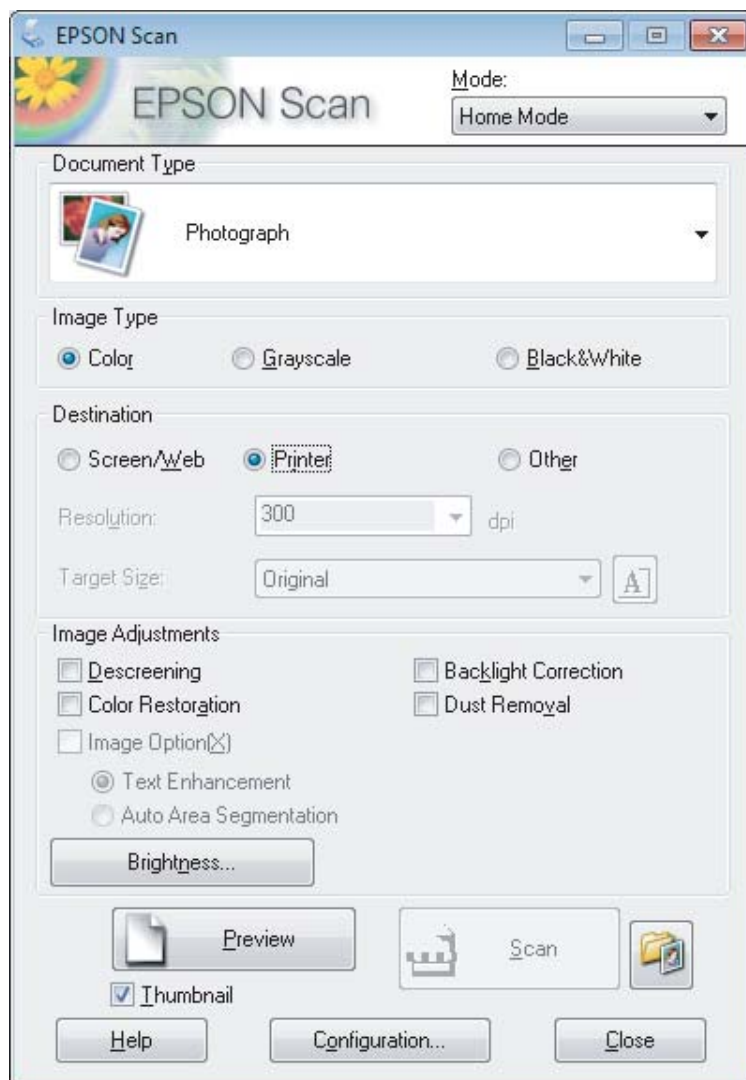 EPSON Scan
EPSON Scan
Mode:
Home Mode
Document Type
Photograph
Image Type
Color
Grayscale
Black&White
Destination
Screen/Web
Printer
Other
Resolution:
300
dpi
Target Size:
Original
A
Image Adjustments
Descreening
Backlight Correction
Color Restoration
Dust Removal
Image Option(X)
Text Enhancement
Auto Area Segmentation
Brightness...
Preview
Scan
Thumbnail
Help
Configuration...
Close